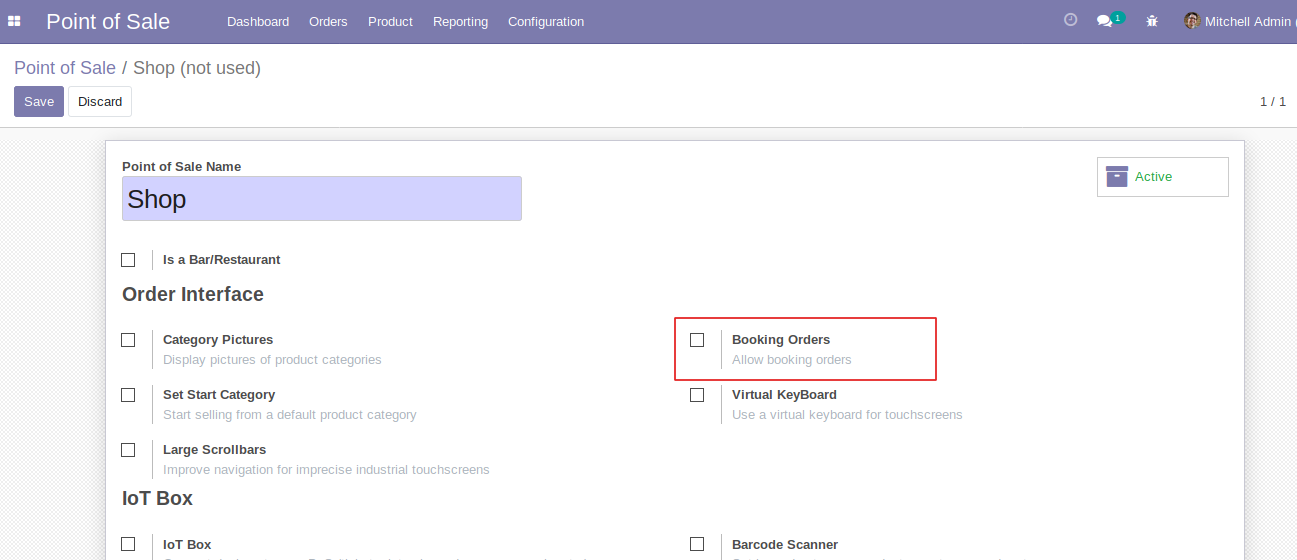 Point of Sale Dashboard Orders Product Reporting Configuration 1 Mitchell Admin (
Point of Sale / Shop (not used)
Save Discard 1 / 1
Point of Sale Name
Shop
Active
Is a Bar/Restaurant
Order Interface
Category Pictures
Display pictures of product categories
Booking Orders
Allow booking orders
Set Start Category
Start selling from a default product category
Virtual KeyBoard
Use a virtual keyboard for touchscreens
Large Scrollbars
Improve navigation for imprecise industrial touchscreens
IoT Box
IoT Box
Barcode Scanner